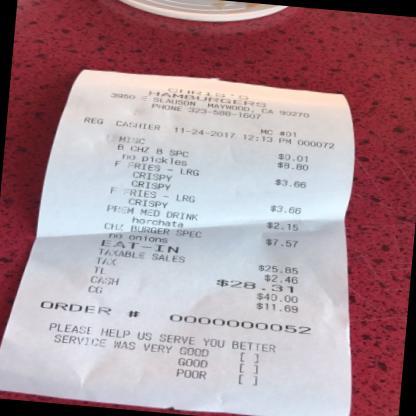 CHRIS'S
HAMBURGERS
3950 E SLAUSON, MAYWOOD, CA 90270
PHONE 323-588-1607
REG CASHIER 11-24-2017 12:13 PM MC #01 000072
MISC $0.01
B CHZ B SPC $8.80
no pickles
F FRIES - LRG $3.66
CRISPY
CRISPY
F FRIES - LRG $3.66
CRISPY
PREM MED DRINK $2.15
horchata
CHZ BURGER SPEC $7.57
no onions
EAT-IN
TAXABLE SALES $25.85
TAX $2.46
TL $28.31
CASH $40.00
CG $11.69
ORDER # 0000000052
PLEASE HELP US SERVE YOU BETTER
SERVICE WAS VERY GOOD [ ]
GOOD [ ]
POOR [ ]